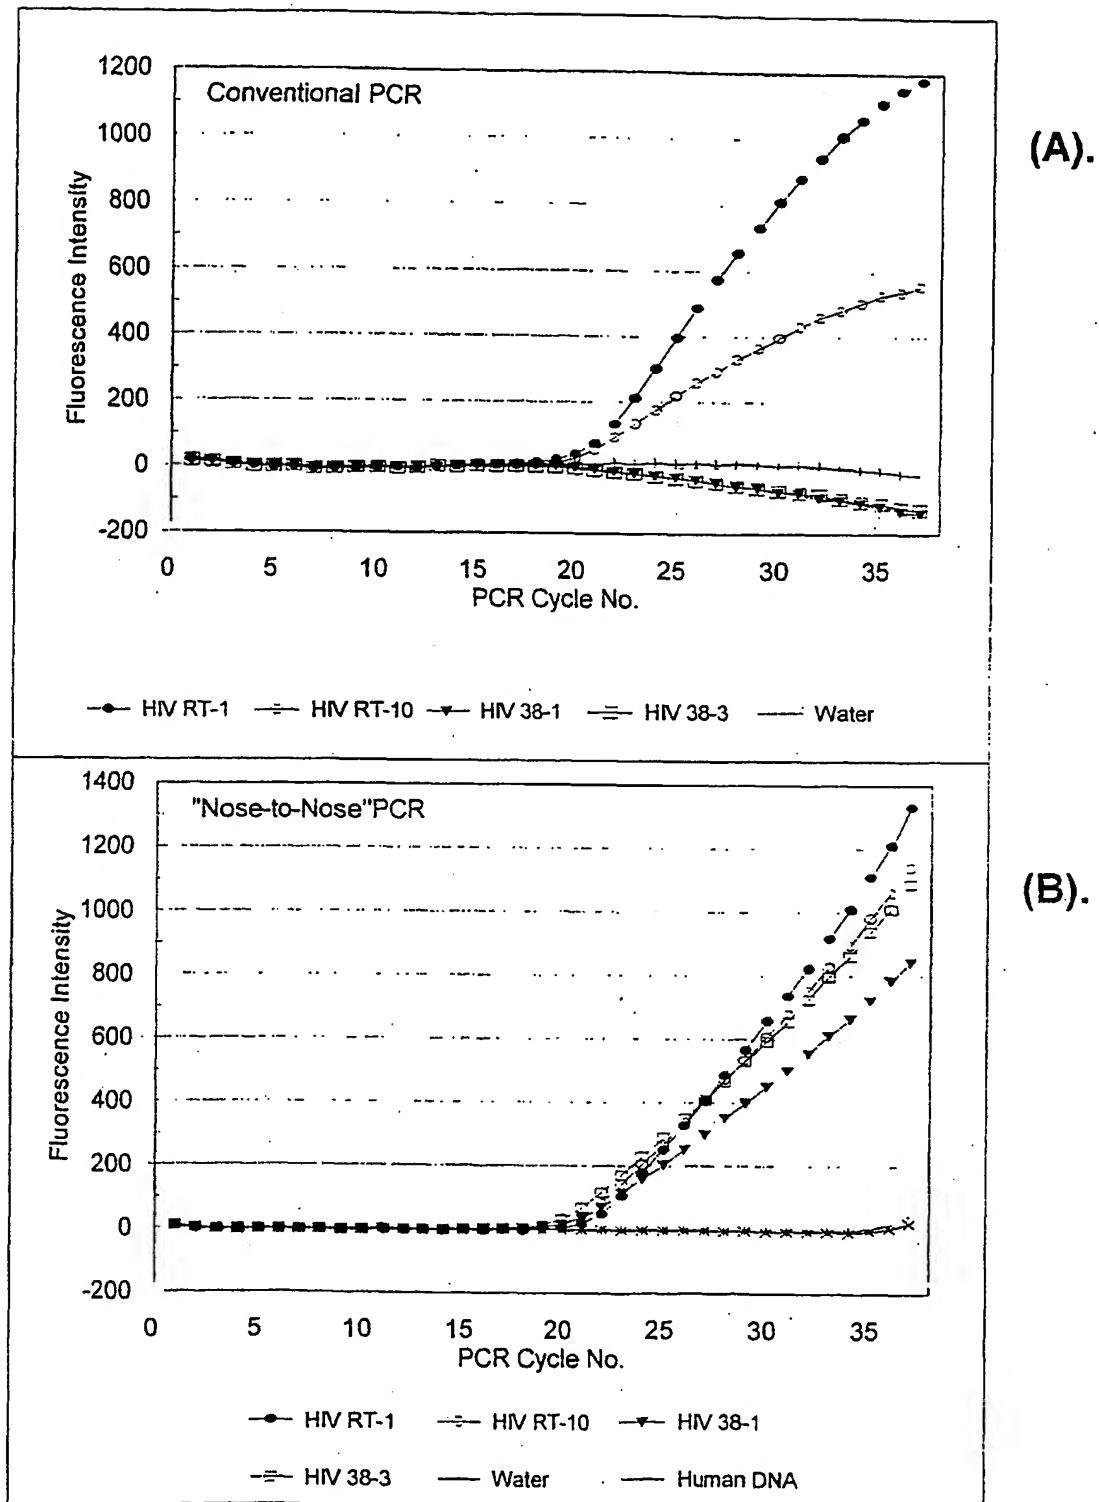 1200
1000
800
600
400
200
0
-200
Fluorescence Intensity
Conventional PCR
0 5 10 15 20 25 30 35
PCR Cycle No.
HIV RT-1 HIV RT-10 HIV 38-1 HIV 38-3 Water
(A).
1400
1200
1000
800
600
400
200
0
-200
Fluorescence Intensity
"Nose-to-Nose"PCR
0 5 10 15 20 25 30 35
PCR Cycle No.
HIV RT-1 HIV RT-10 HIV 38-1
HIV 38-3 Water Human DNA
(B).